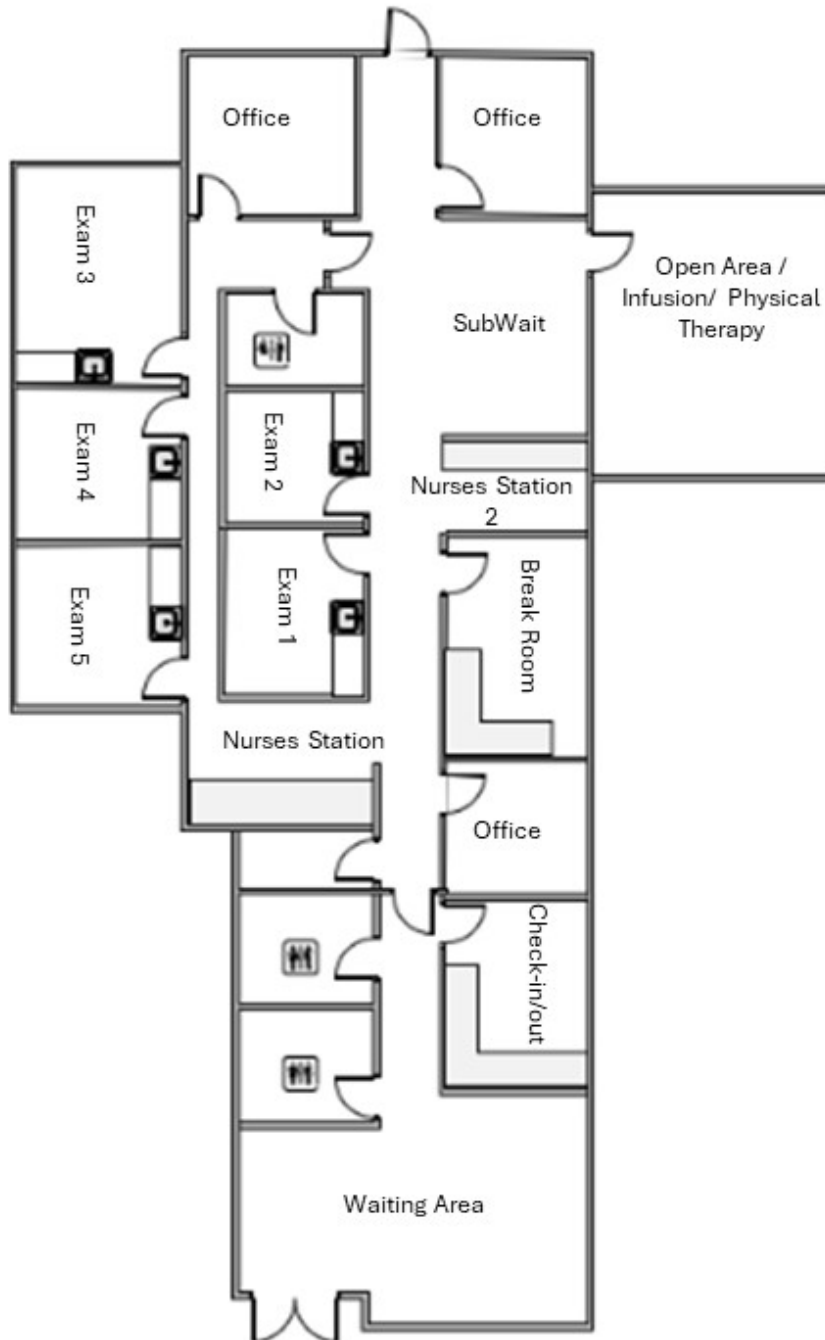 Office
Office
Exam 3
Open Area /
Infusion/ Physical
Therapy
SubWait
Exam 4
Exam 2
Nurses Station
2
Exam 5
Exam 1
Break Room
Nurses Station
Office
Check-in/out
Waiting Area